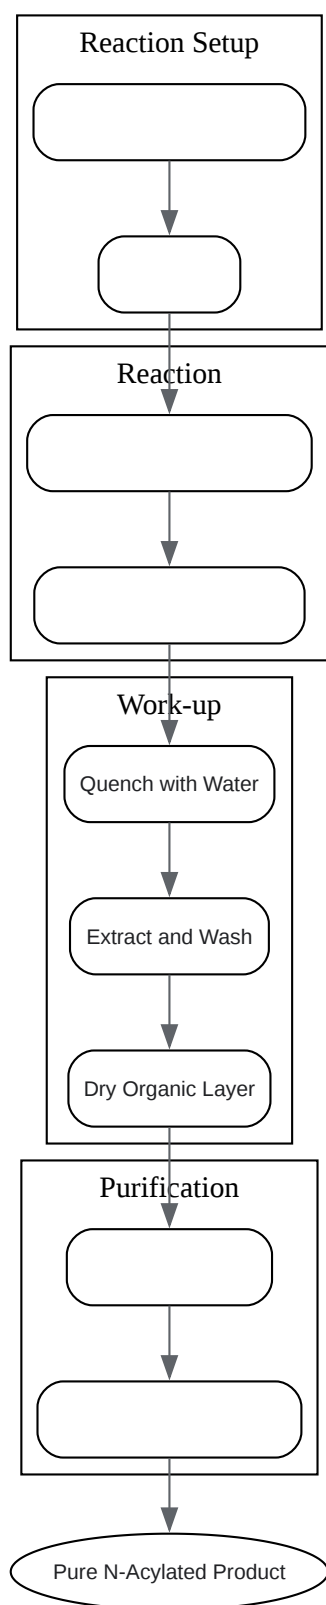 Reaction Setup
Reaction
Work-up
Quench with Water
Extract and Wash
Dry Organic Layer
Purification
Pure N-Acylated Product